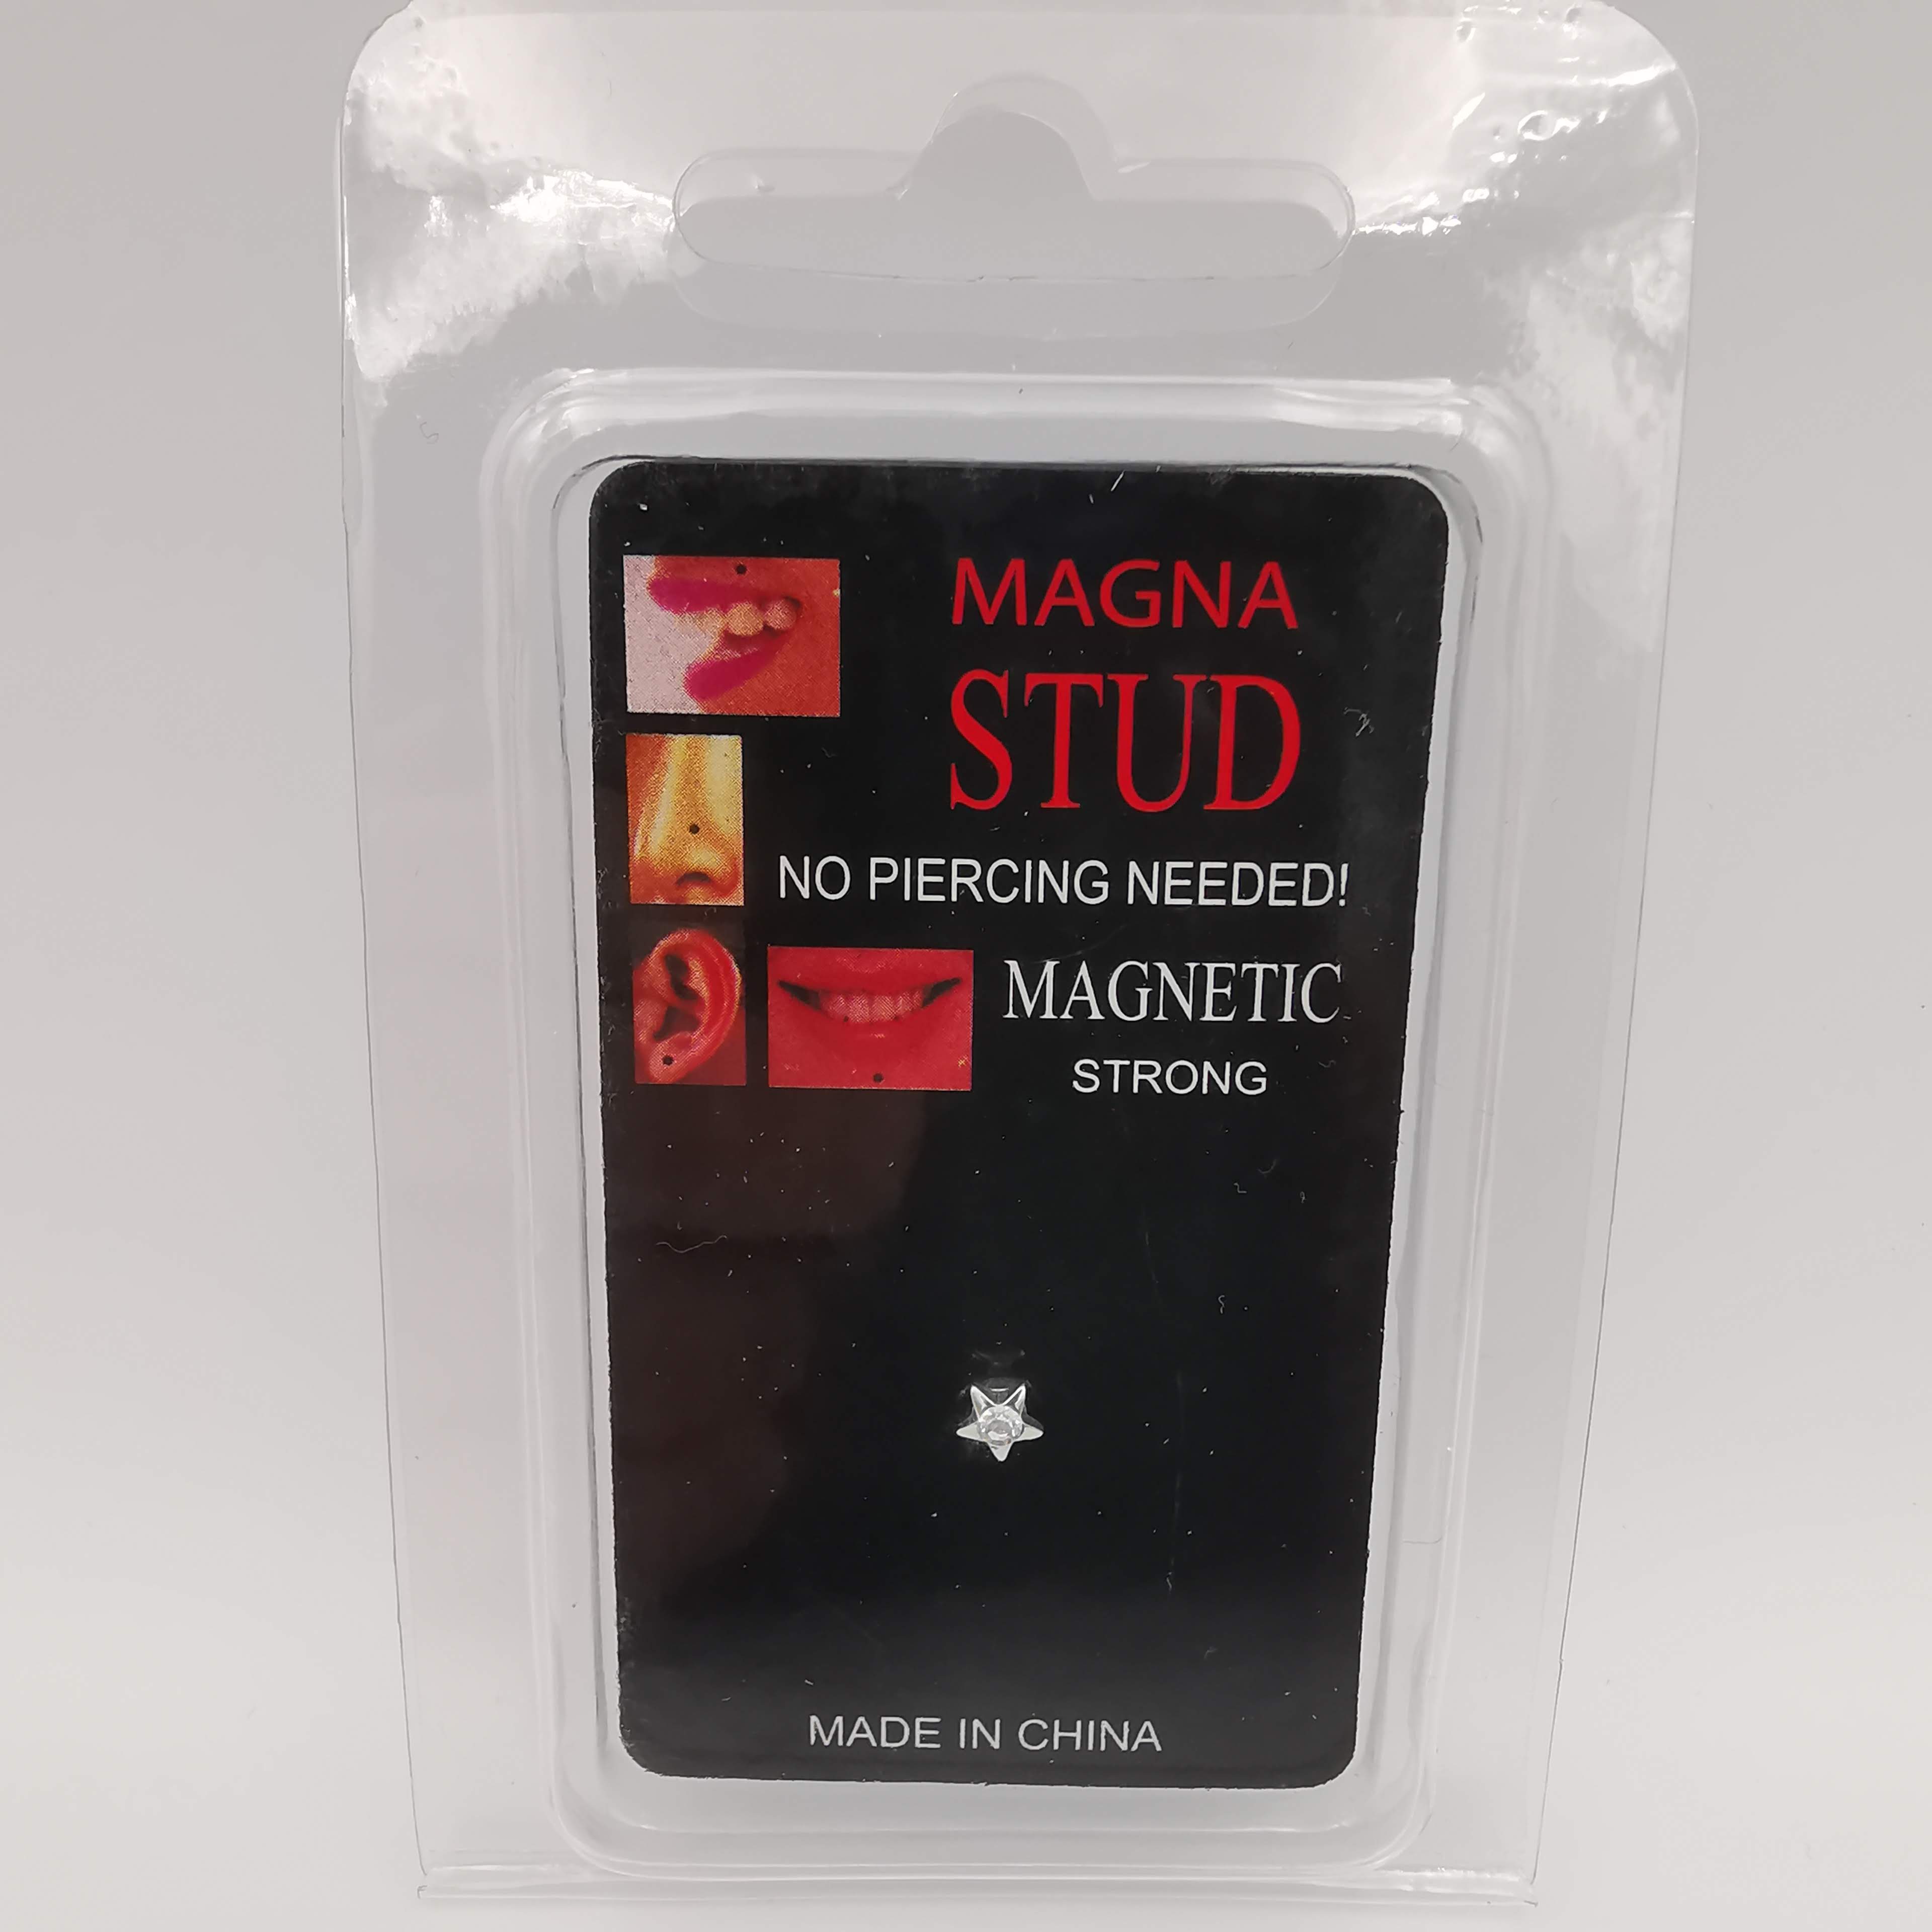 MAGNA
STUD
NO PIERCING NEEDED!
MAGNETIC
STRONG
MADE IN CHINA